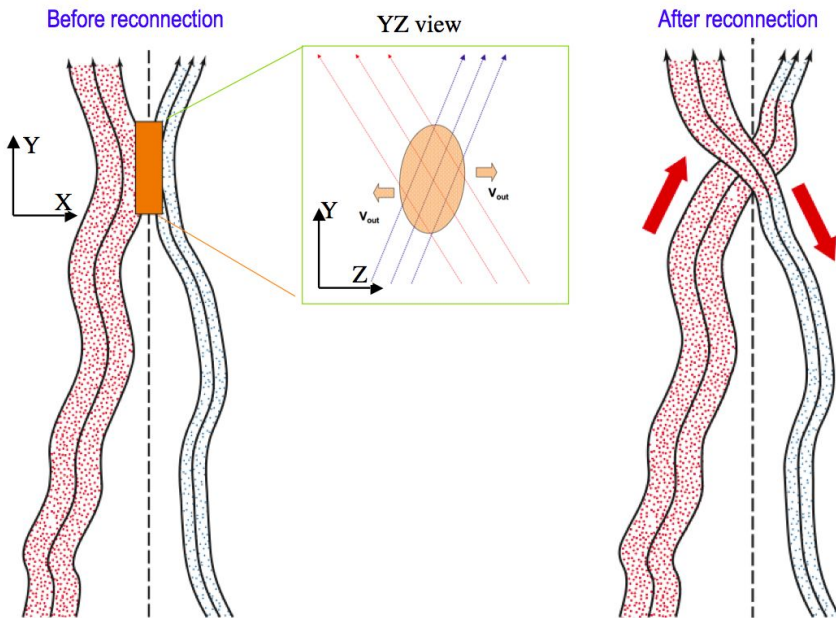 Before reconnection
YZ view
After reconnection
Y
X
Vout
Vout
Y
Z